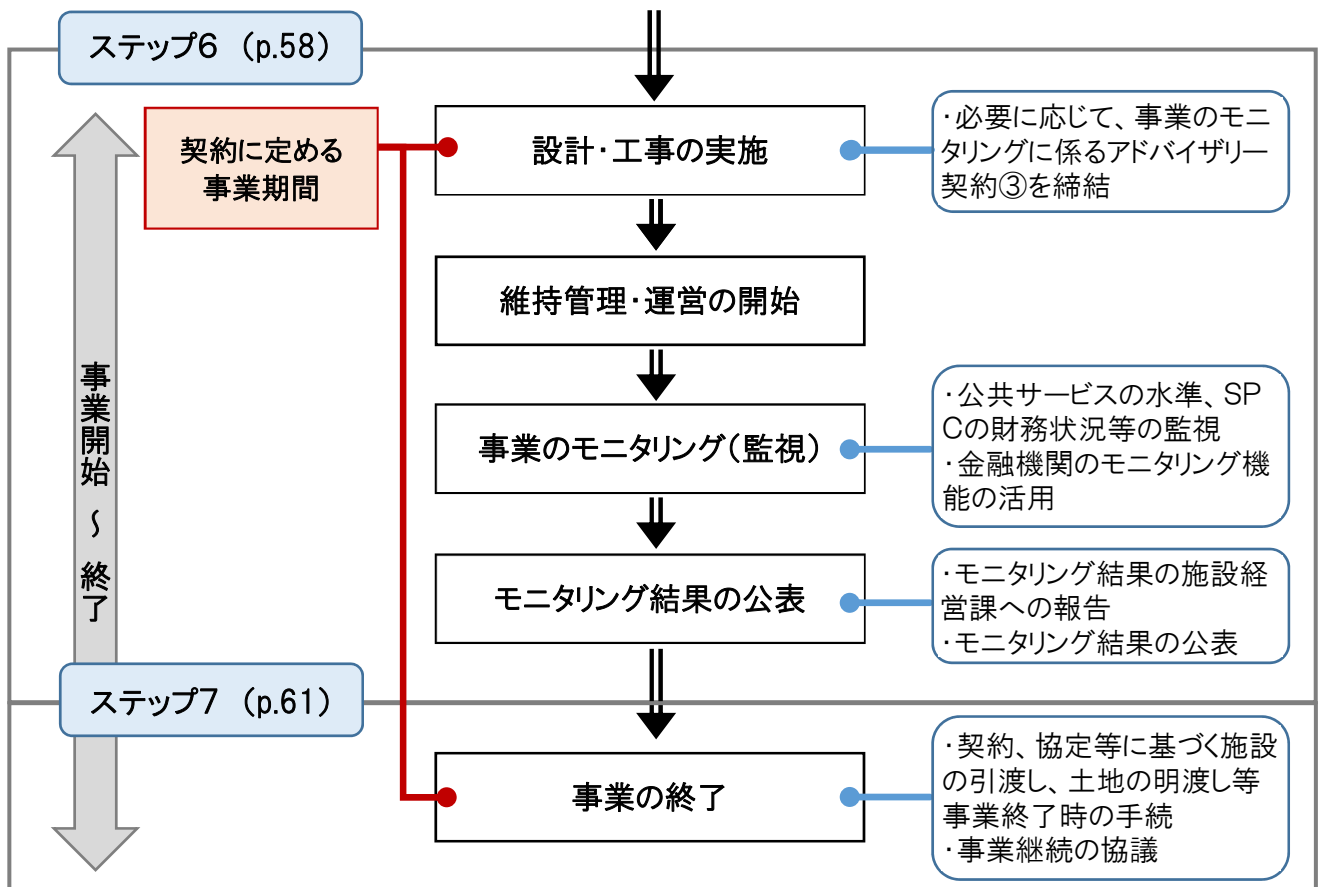 ステップ6 (p.58)
契約に定める
事業期間
設計・工事の実施
・必要に応じて、事業のモニ
タリングに係るアドバイザリー
契約③を締結
維持管理・運営の開始
事業開始 ～ 終了
事業のモニタリング(監視)
・公共サービスの水準、SP
Cの財務状況等の監視
・金融機関のモニタリング機
能の活用
モニタリング結果の公表
・モニタリング結果の施設経
営課への報告
・モニタリング結果の公表
ステップ7 (p.61)
事業の終了
・契約、協定等に基づく施設
の引渡し、土地の明渡し等
事業終了時の手続
・事業継続の協議